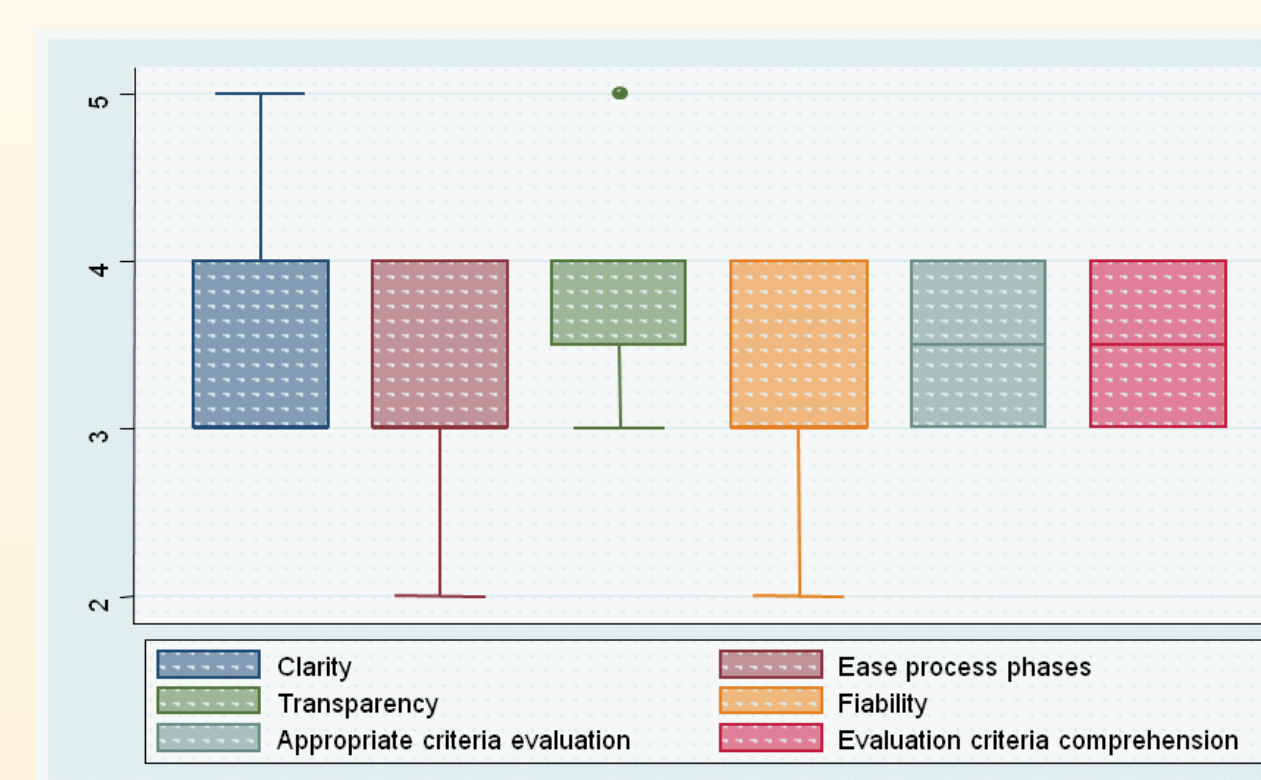 5
4
3
2
Clarity
Ease process phases
Transparency
Fiability
Appropriate criteria evaluation
Evaluation criteria comprehension